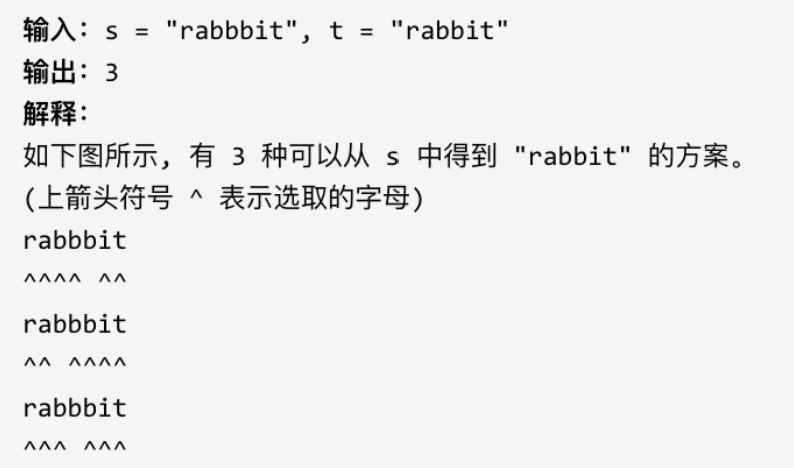 输入：s = "rabbbit", t = "rabbit"
输出：3
解释：
如下图所示, 有 3 种可以从 s 中得到 "rabbit" 的方案。
(上箭头符号 ^ 表示选取的字母)
rabbbit
^^^^ ^^
rabbbit
^^ ^^^^
rabbbit
^^^ ^^^